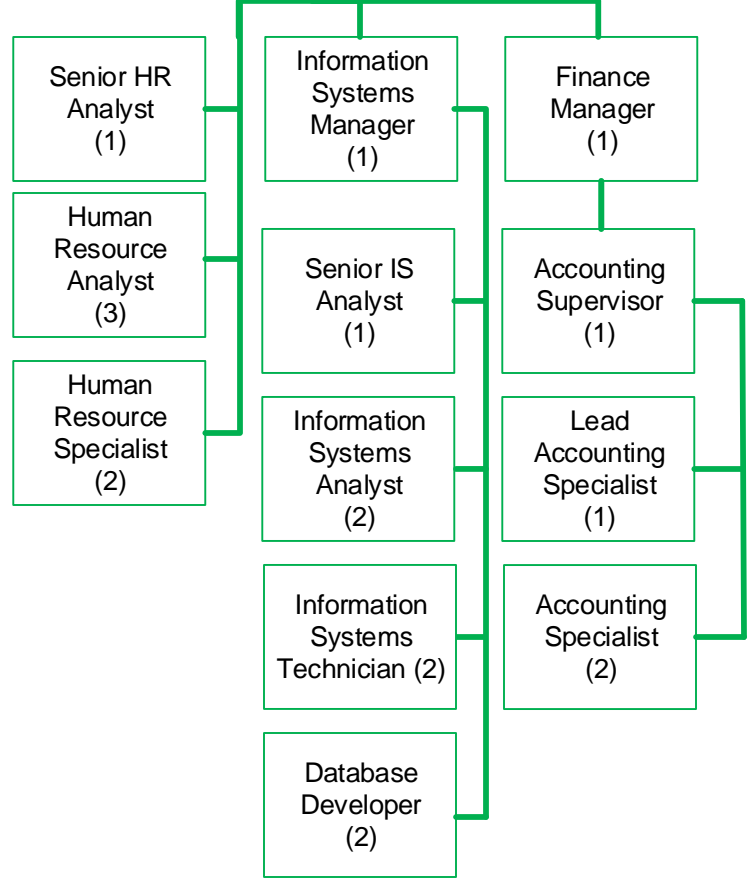 Senior HR
Analyst
(1)
Human
Resource
Analyst
(3)
Human
Resource
Specialist
(2)
Information
Systems
Manager
(1)
Senior IS
Analyst
(1)
Information
Systems
Analyst
(2)
Information
Systems
Technician (2)
Database
Developer
(2)
Finance
Manager
(1)
Accounting
Supervisor
(1)
Lead
Accounting
Specialist
(1)
Accounting
Specialist
(2)